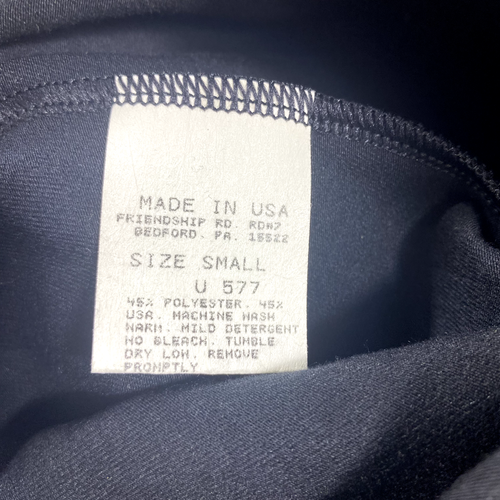 MADE IN USA
FRIENDSHIP RD. RD#7
BEDFORD. PA. 15522
SIZE SMALL
U 577
45% POLYESTER. 45%
USA. MACHINE WASH
WARM. MILD DETERGENT
NO BLEACH. TUMBLE
DRY LOW. REMOVE
PROMPTLY